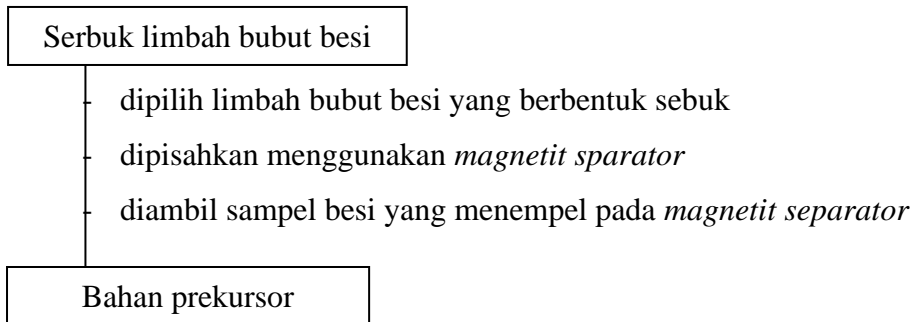 Serbuk limbah bubut besi
- dipilih limbah bubut besi yang berbentuk sebuk
- dipisahkan menggunakan magnetit sparator
- diambil sampel besi yang menempel pada magnetit separator
Bahan prekursor